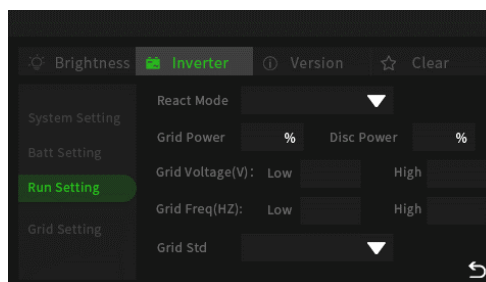 Brightness Inverter Version Clear
System Setting
Batt Setting
Run Setting
Grid Setting
React Mode
Grid Power % Disc Power %
Grid Voltage(V): Low High
Grid Freq(HZ): Low High
Grid Std